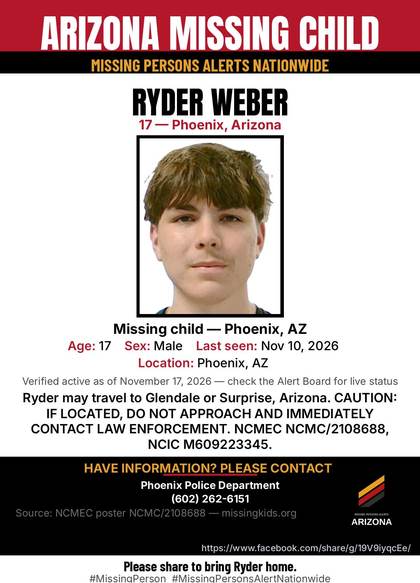 ARIZONA MISSING CHILD
MISSING PERSONS ALERTS NATIONWIDE
RYDER WEBER
17 — Phoenix, Arizona
Missing child — Phoenix, AZ
Age: 17 Sex: Male Last seen: Nov 10, 2026
Location: Phoenix, AZ
Verified active as of November 17, 2026 — check the Alert Board for live status
Ryder may travel to Glendale or Surprise, Arizona. CAUTION:
IF LOCATED, DO NOT APPROACH AND IMMEDIATELY
CONTACT LAW ENFORCEMENT. NCMEC NCMC/2108688,
NCIC M609223345.
HAVE INFORMATION? PLEASE CONTACT
Phoenix Police Department
(602) 262-6151
Source: NCMEC poster NCMC/2108688 — missingkids.org
MISSING PERSONS ALERTS
ARIZONA
https://www.facebook.com/share/g/19V9iyqcEe/
Please share to bring Ryder home.
#MissingPerson #MissingPersonsAlertNationwide